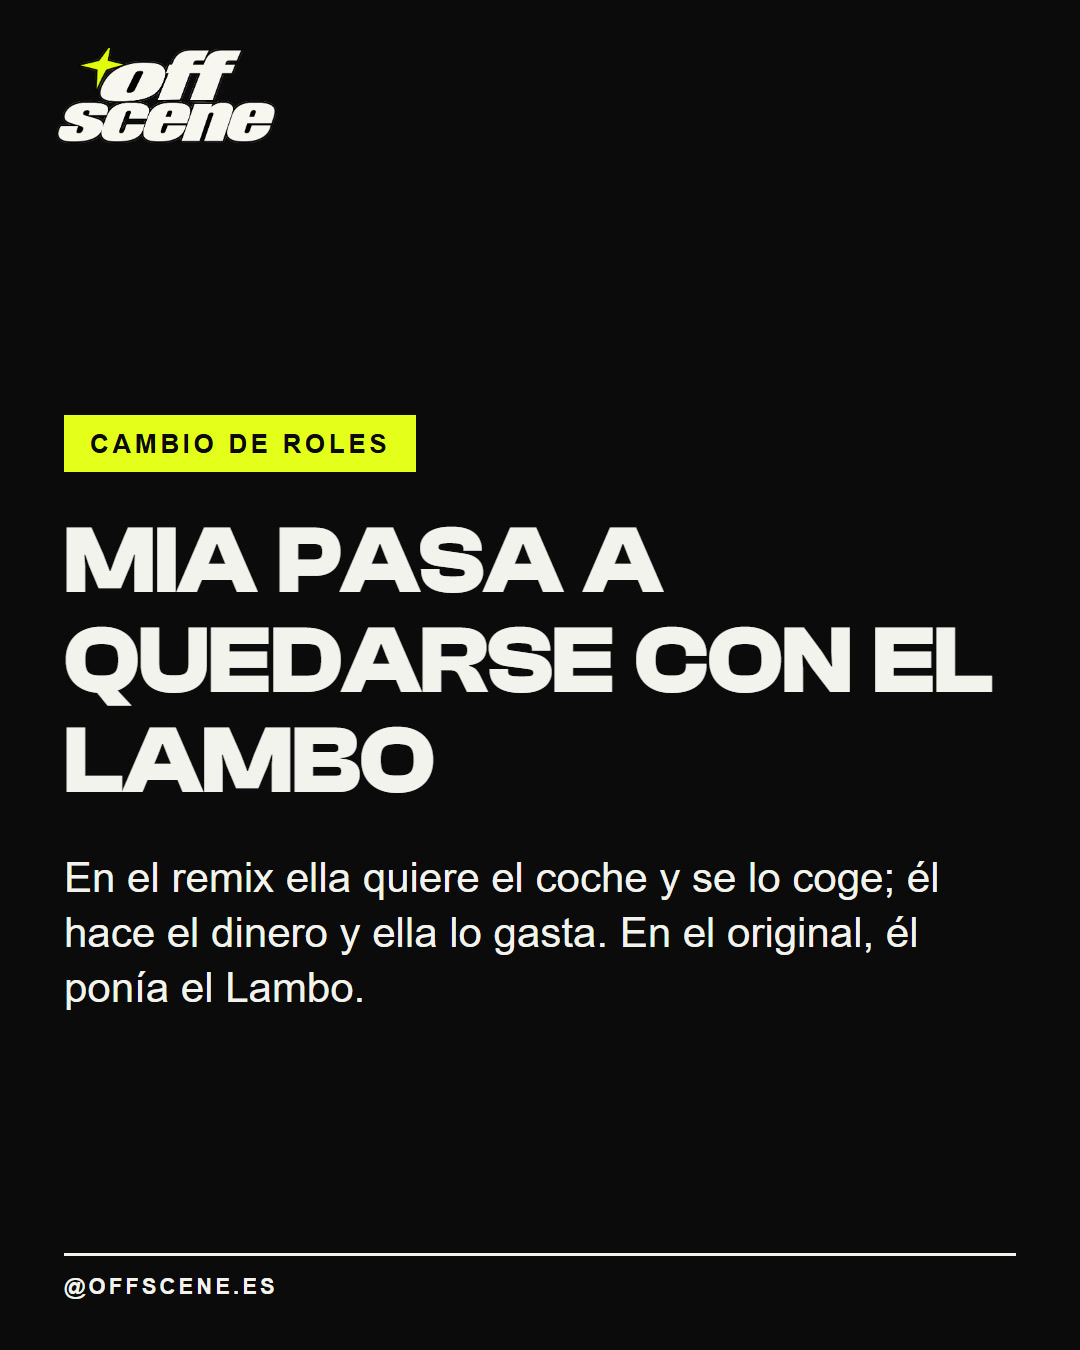 off
scene
CAMBIO DE ROLES
MIA PASA A
QUEDARSE CON EL
LAMBO
En el remix ella quiere el coche y se lo coge; él
hace el dinero y ella lo gasta. En el original, él
ponía el Lambo.
@OFFSCENE.ES